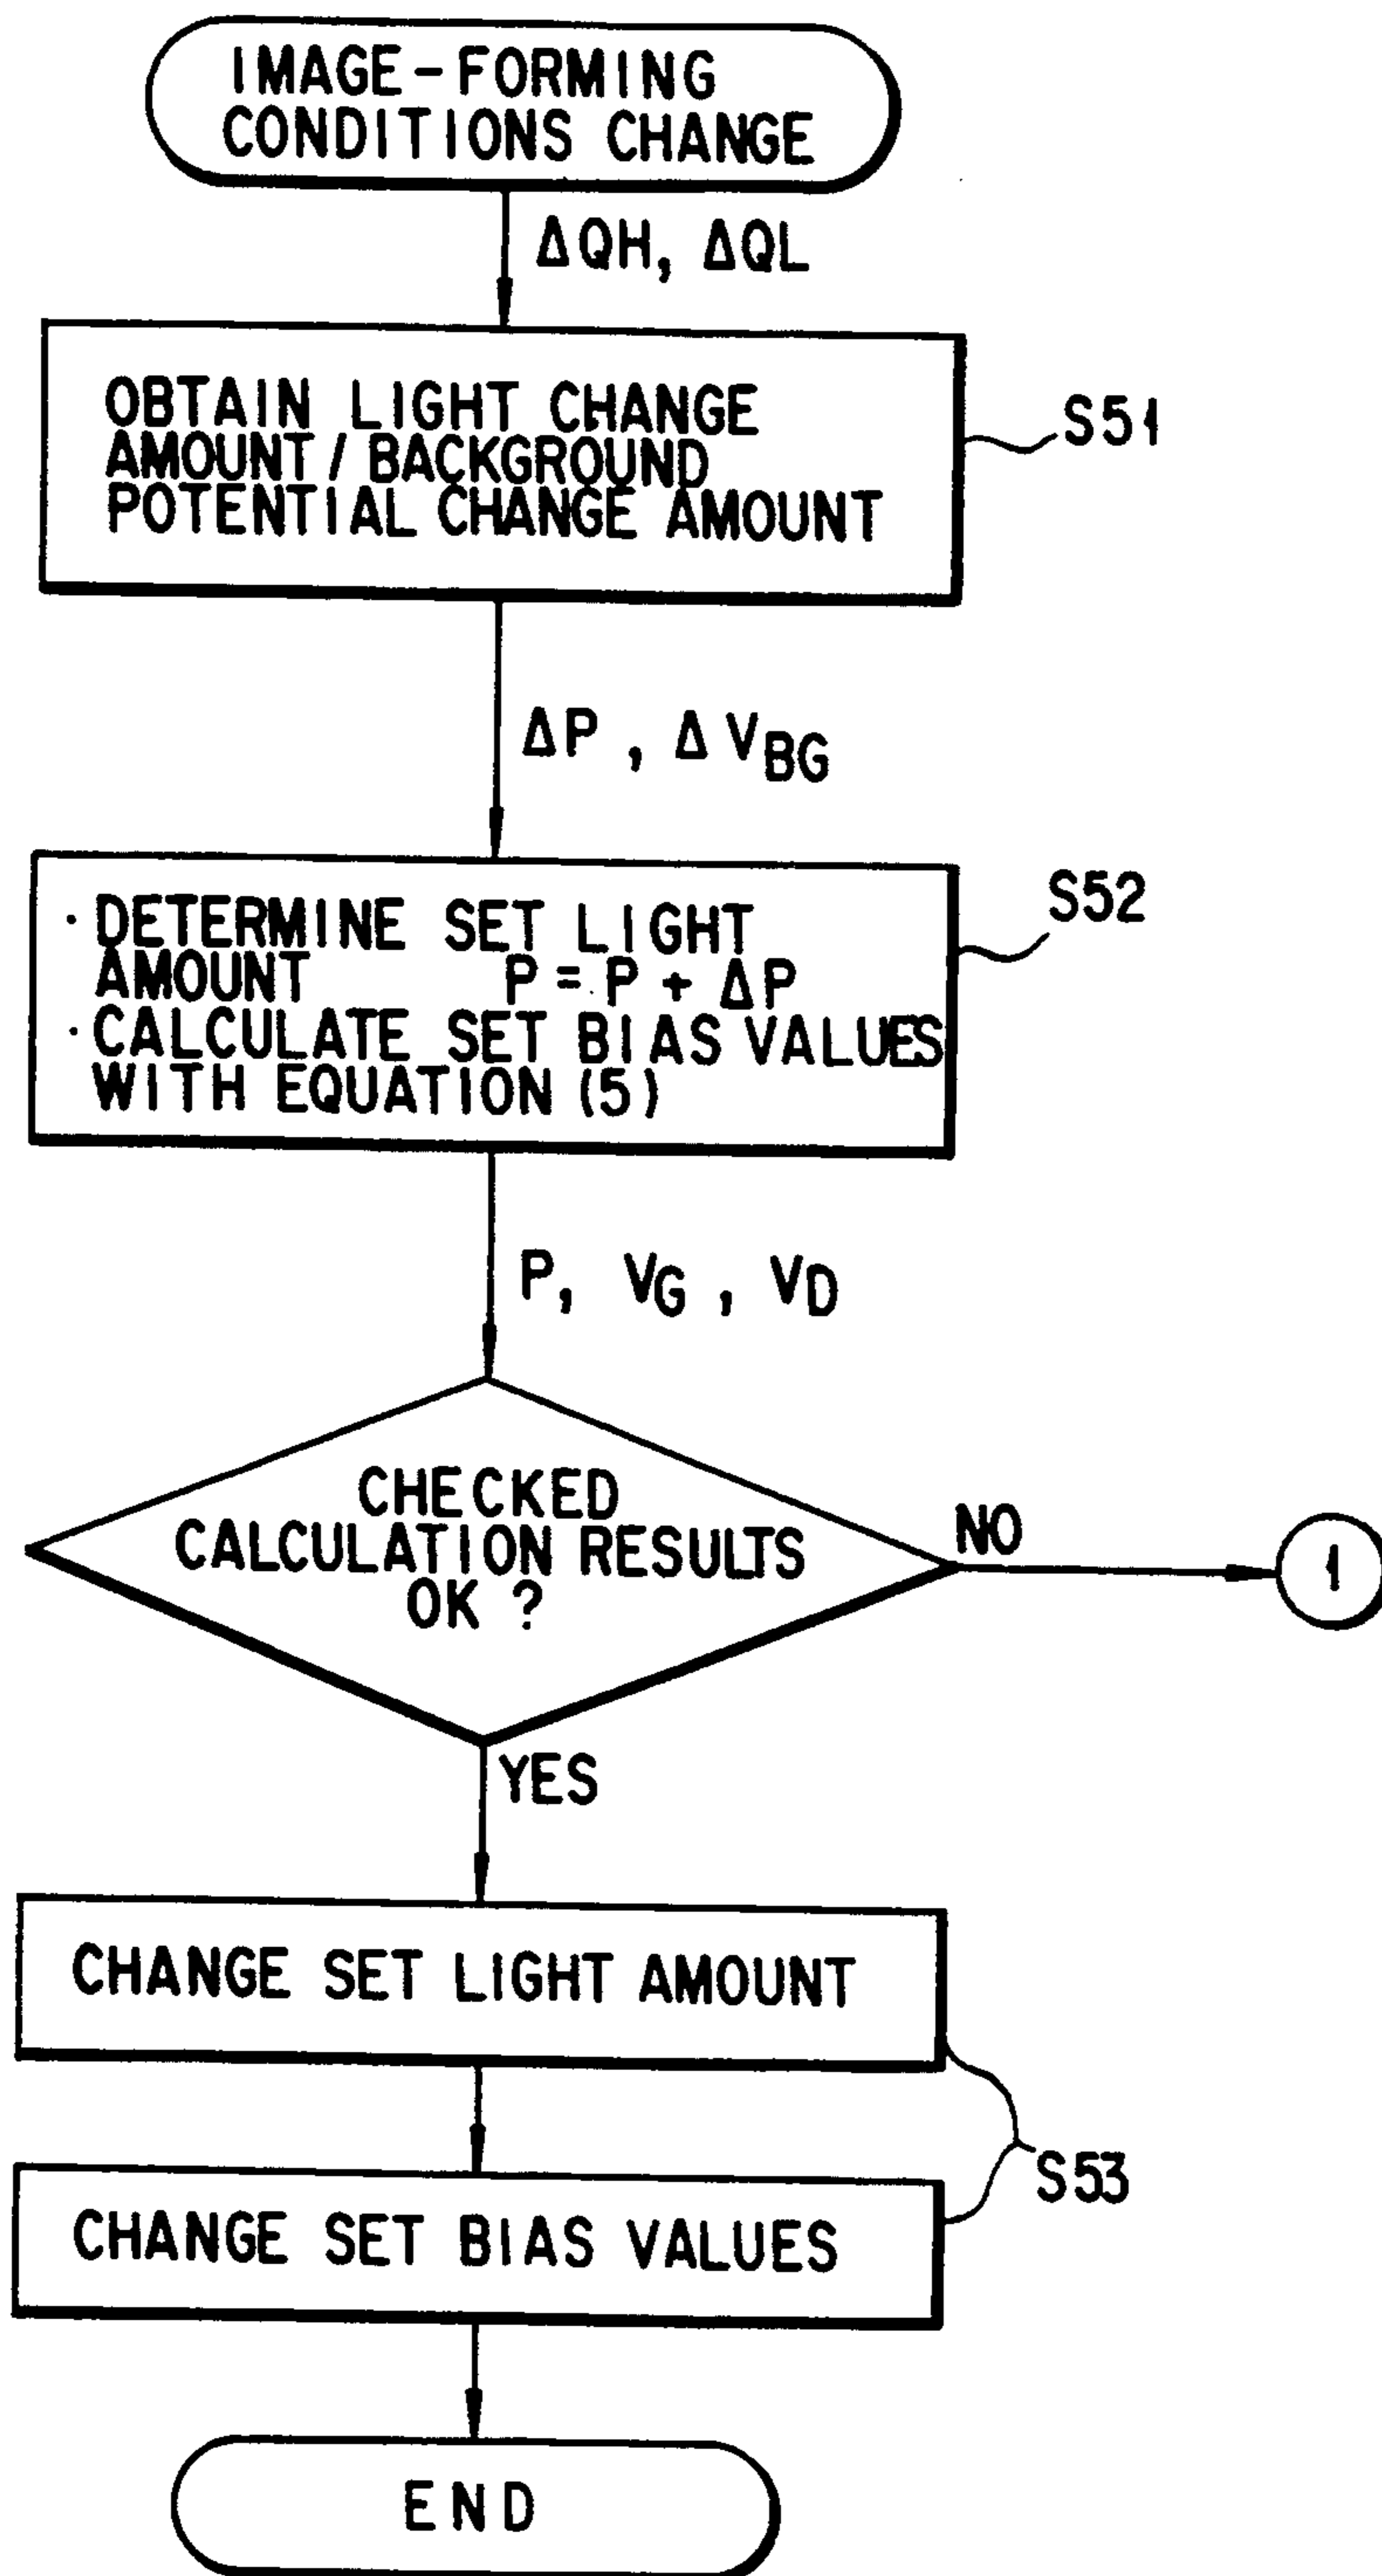 IMAGE-FORMING
CONDITIONS CHANGE
ΔQH, ΔQL
OBTAIN LIGHT CHANGE
AMOUNT / BACKGROUND
POTENTIAL CHANGE AMOUNT
S51
ΔP , Δ VBG
· DETERMINE SET LIGHT
AMOUNT P = P + ΔP
· CALCULATE SET BIAS VALUES
WITH EQUATION (5)
S52
P, VG , VD
CHECKED
CALCULATION RESULTS
OK ?
NO
1
YES
CHANGE SET LIGHT AMOUNT
CHANGE SET BIAS VALUES
S53
END